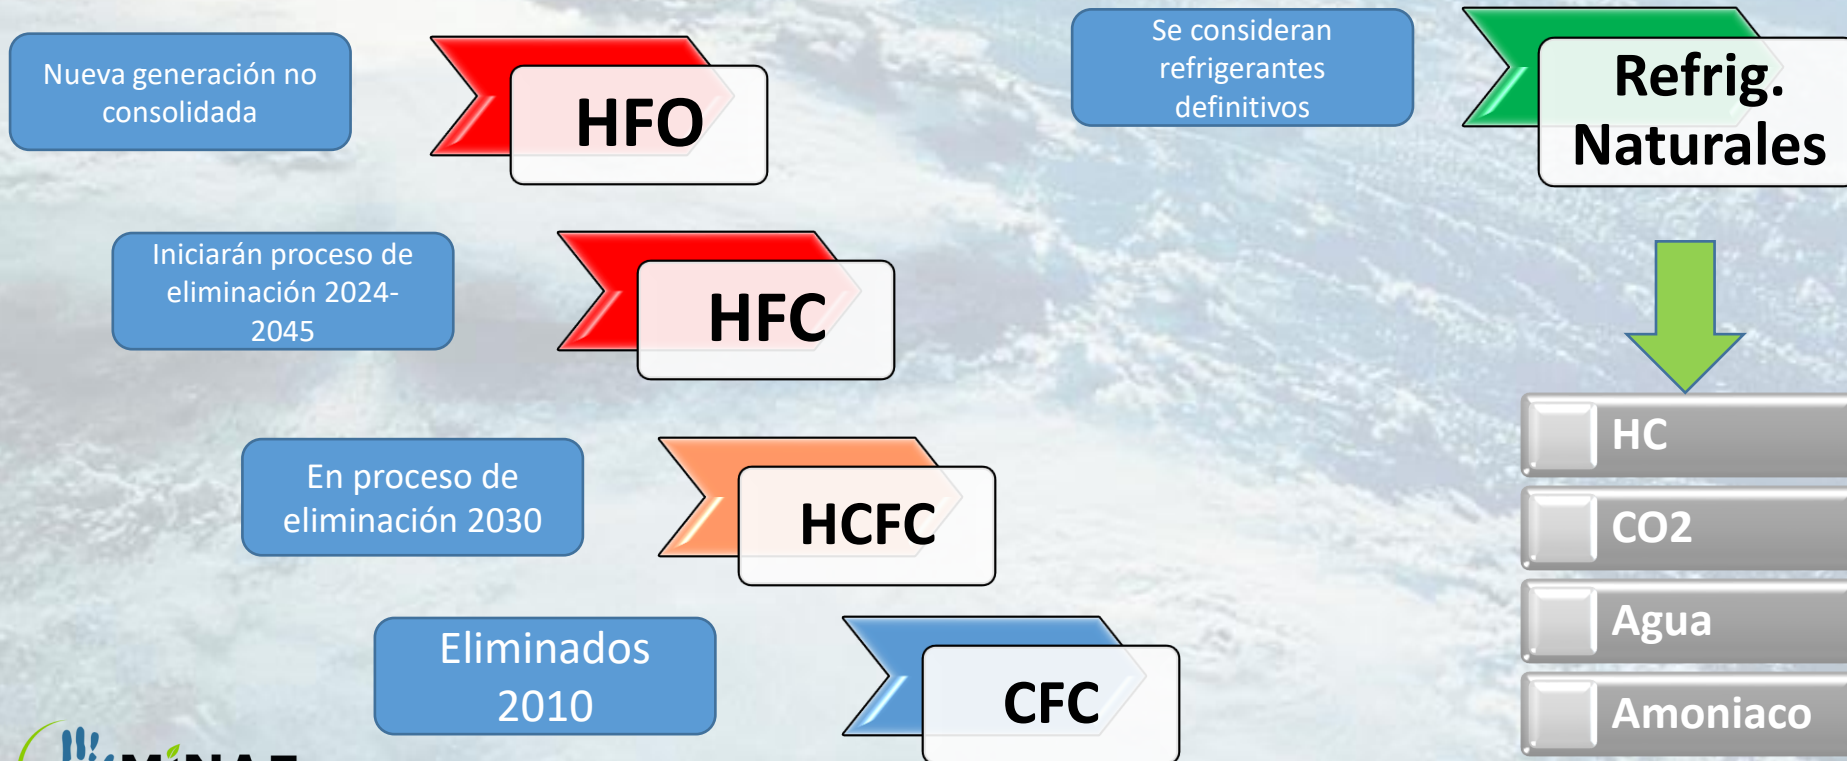 Nueva generación no
consolidada
HFO
Se consideran
refrigerantes
definitivos
Refrig.
Naturales
Iniciarán proceso de
eliminación 2024-
2045
HFC
En proceso de
eliminación 2030
HCFC
Eliminados
2010
CFC
HC
CO2
Agua
Amoniaco